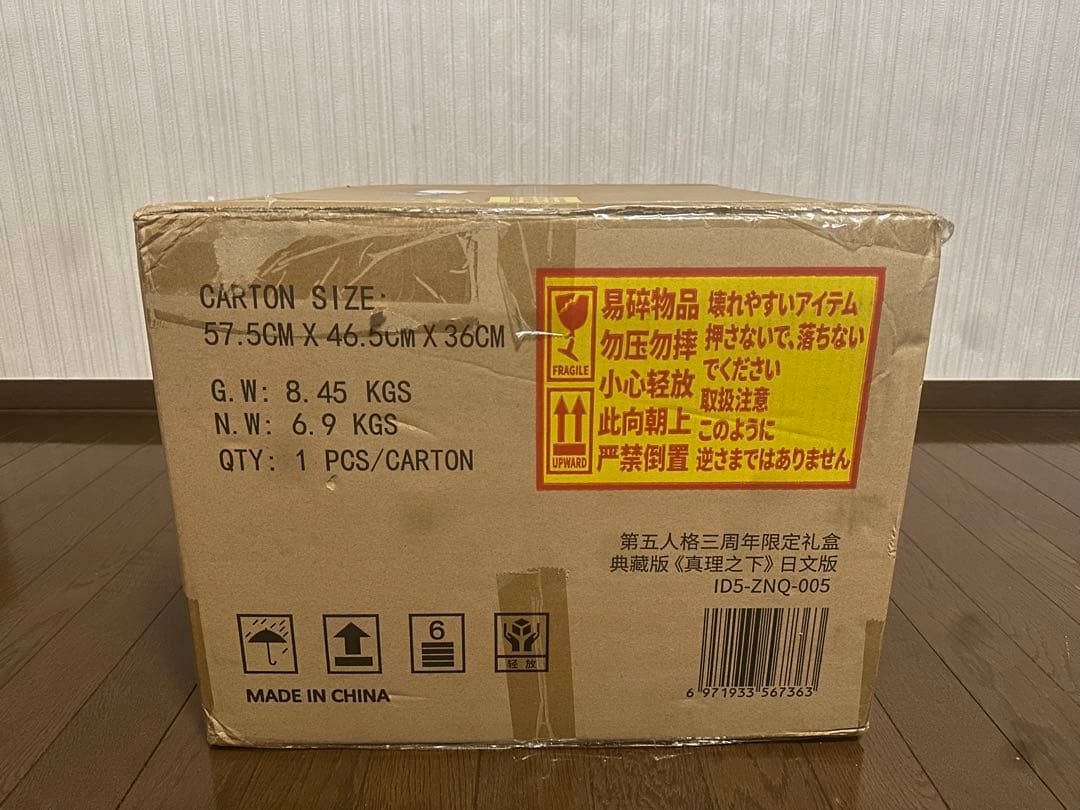 CARTON SIZE:
57.5CM X 46.5CM X 36CM
G.W: 8.45 KGS
N.W: 6.9 KGS
QTY: 1 PCS/CARTON
FRAGILE
UPWARD
易碎物品
勿压勿摔
小心轻放
此向朝上
严禁倒置
壊れやすいアイテム
押さないで、落ちない
でください
取扱注意
このように
逆さまではありません
第五人格三周年限定礼盒
典藏版《真理之下》日文版
ID5-ZNQ-005
6 971933 567363
6
轻放
MADE IN CHINA